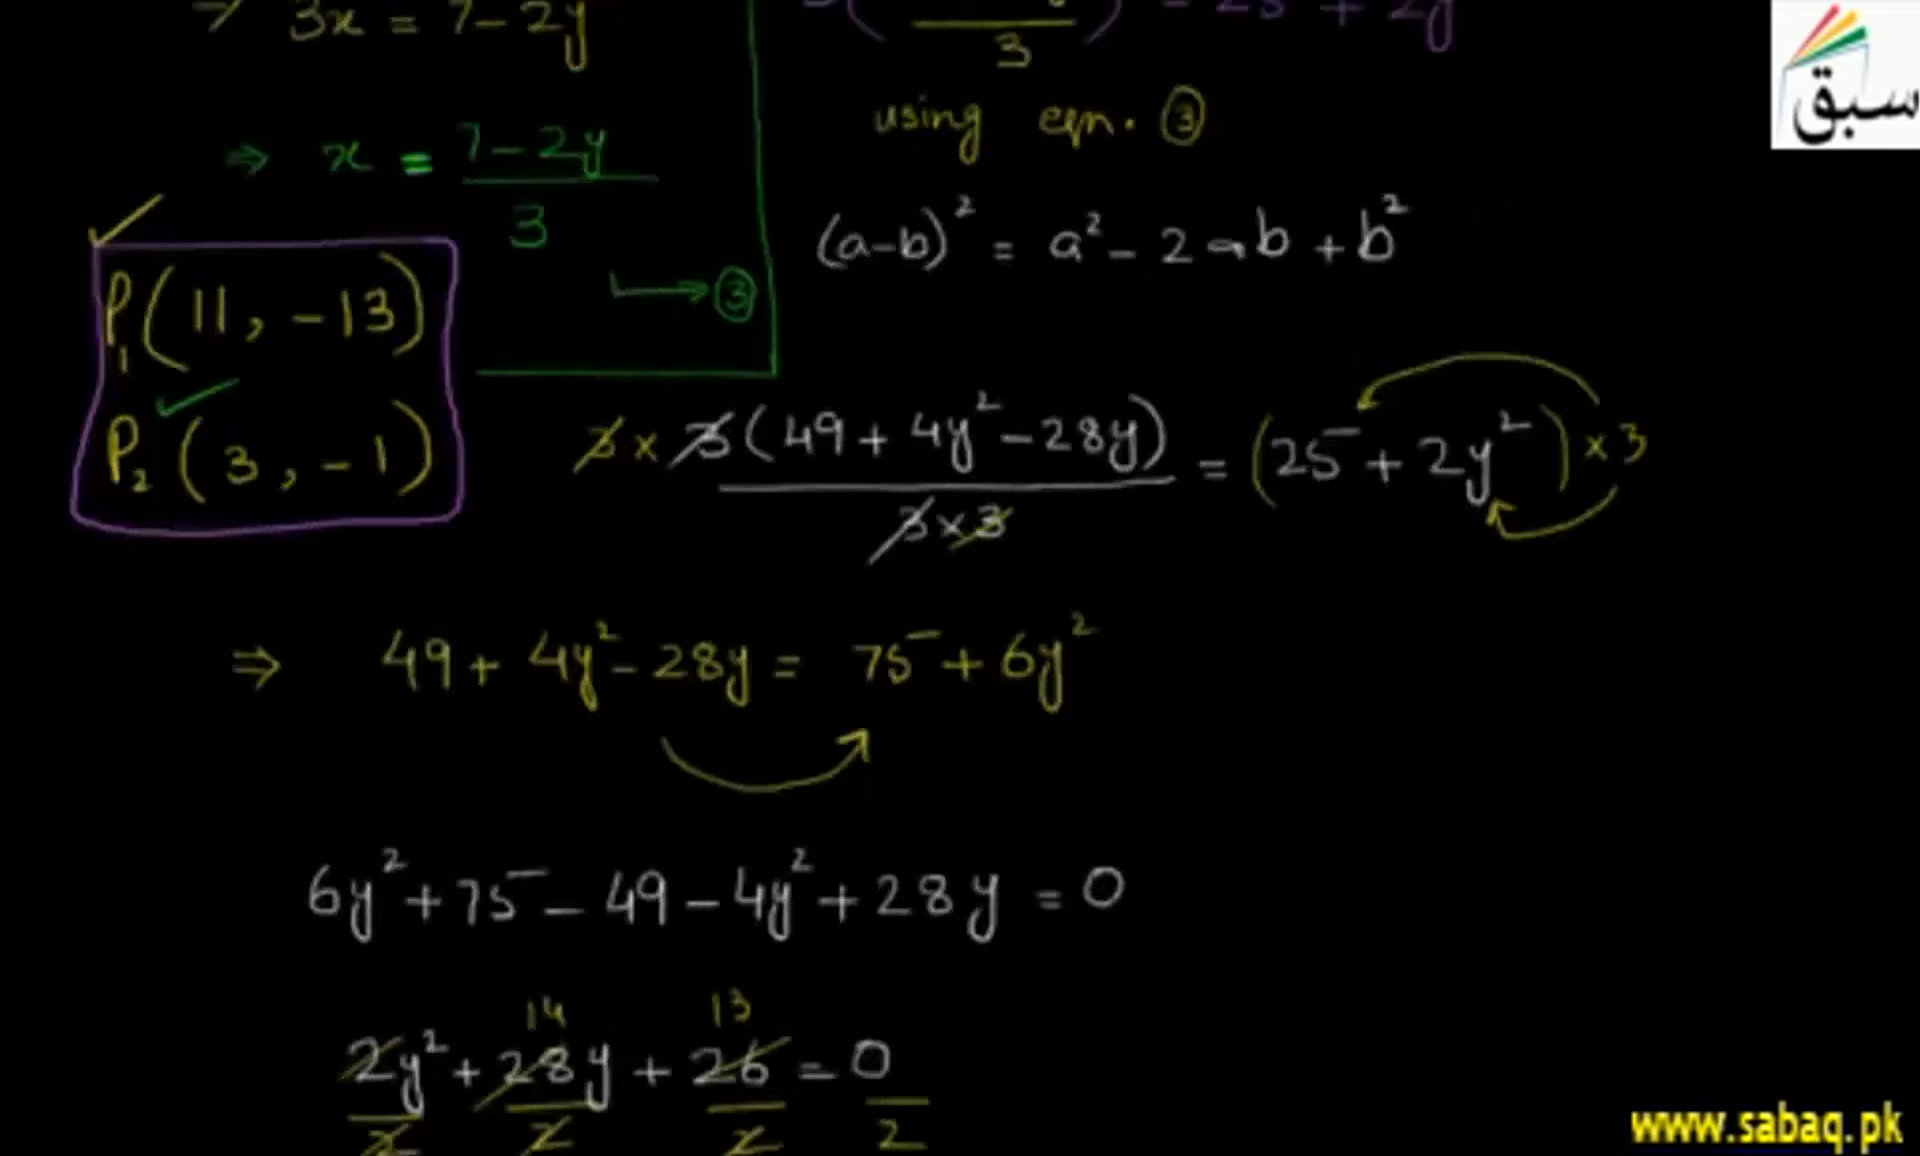 ⇒ 3x = 7 - 2y
⇒ x = 7 - 2y / 3
→ ③
3
using eqn. ③
(a-b)² = a² - 2ab + b²
P₁(11, -13)
P₂(3, -1)
3 × 3(49 + 4y² - 28y) / 3×3 = (25 + 2y²) × 3
⇒ 49 + 4y² - 28y = 75 + 6y²
6y² + 75 - 49 - 4y² + 28y = 0
14 13
2y² + 28y + 26 = 0
2 2 2 2
سبق
www.sabaq.pk